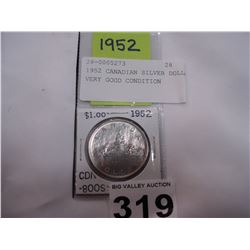 1952
28-0005273 28
1952 CANADIAN SILVER DOLL
VERY GOOD CONDITION
$1.00 1952
CDN
-800S-
BIG VALLEY AUCTION
319